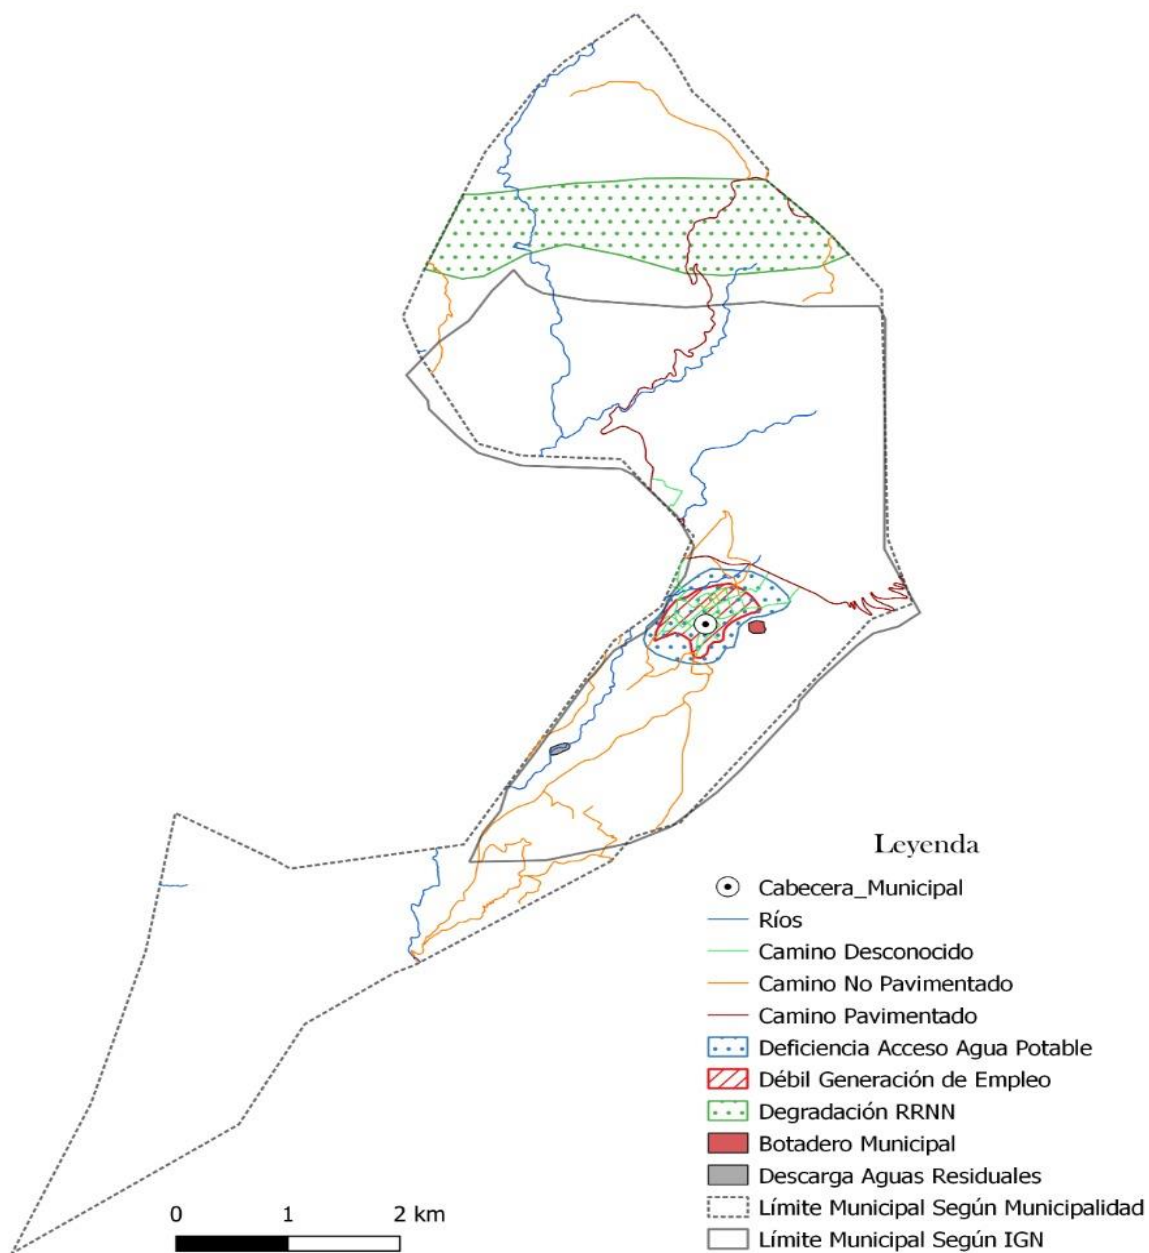 Leyenda
Cabecera_Municipal
Ríos
Camino Desconocido
Camino No Pavimentado
Camino Pavimentado
Deficiencia Acceso Agua Potable
Débil Generación de Empleo
Degradación RRNN
Botadero Municipal
Descarga Aguas Residuales
Límite Municipal Según Municipalidad
Límite Municipal Según IGN
0 1 2 km